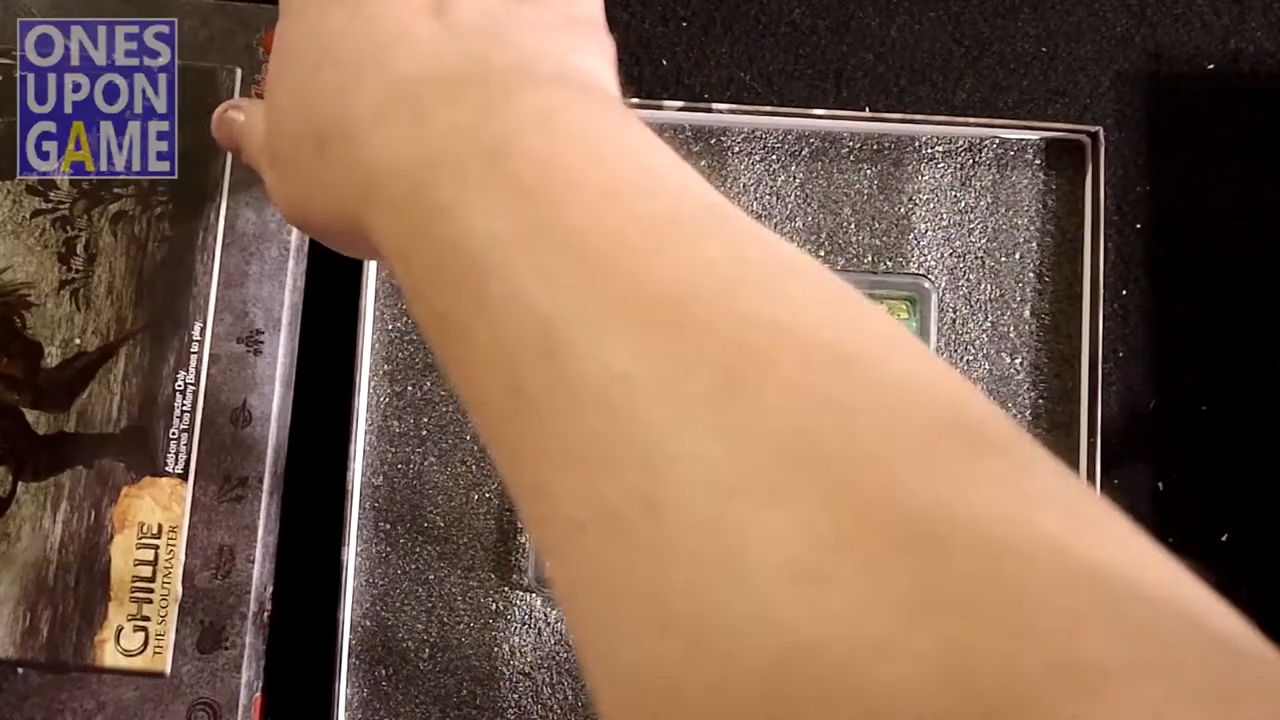 ONES
UPON
GAME
Add-on Character Only.
Requires Too Many Bones to play.
GHILLIE
THE SCOUTMASTER